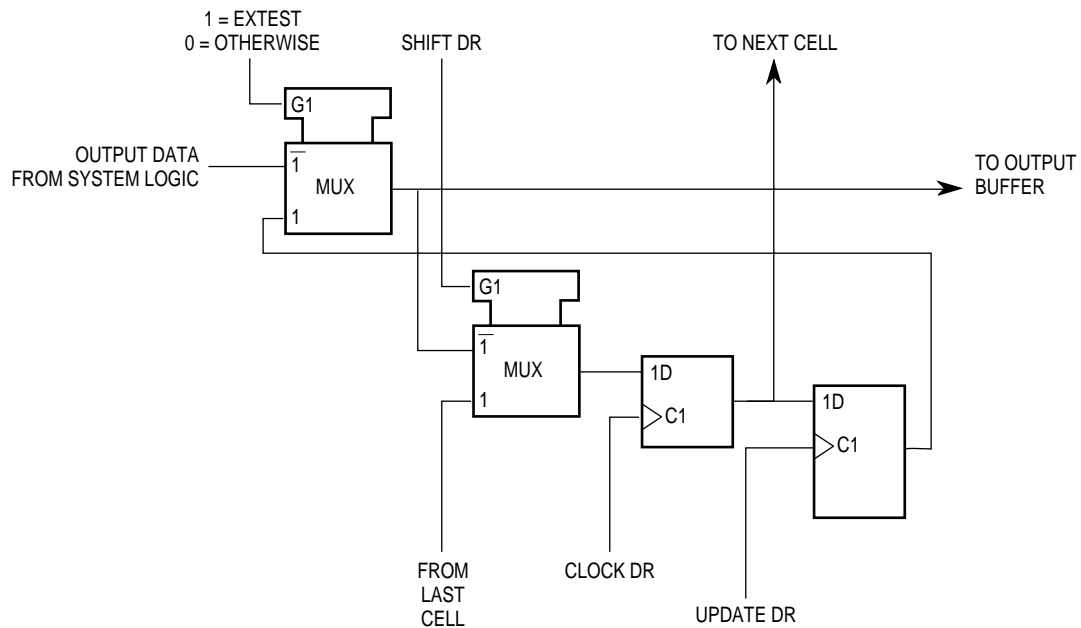 1 = EXTEST
0 = OTHERWISE
SHIFT DR
TO NEXT CELL
G1
OUTPUT DATA
FROM SYSTEM LOGIC
1
MUX
1
TO OUTPUT
BUFFER
G1
1
MUX
1
1D
C1
1D
C1
FROM
LAST
CELL
CLOCK DR
UPDATE DR